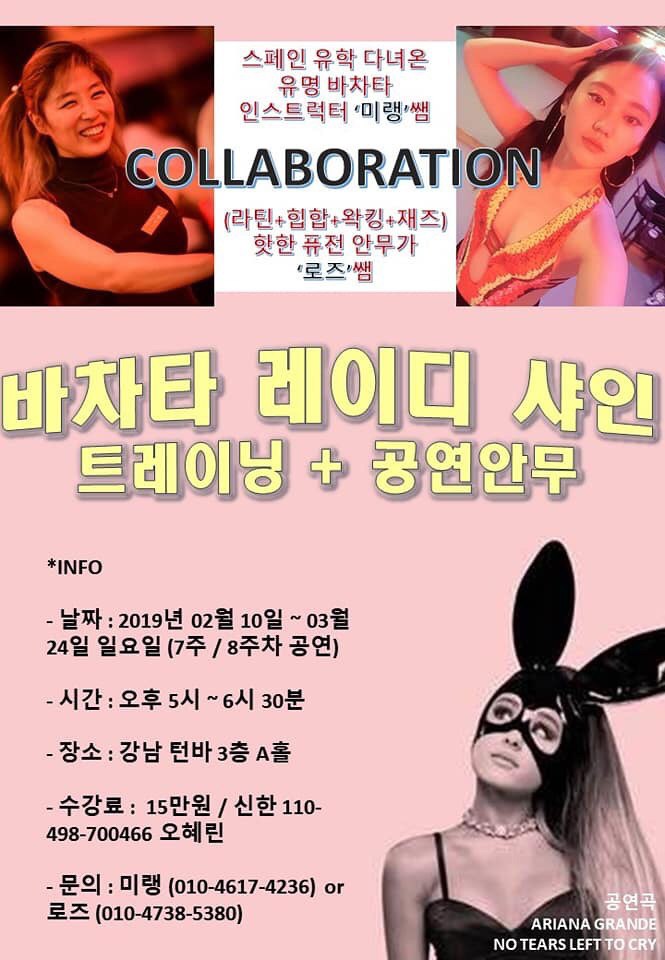 스페인 유학 다녀온
유명 바차타
인스트럭터 '미랭'쌤
COLLABORATION
(라틴+힙합+왁킹+재즈)
핫한 퓨전 안무가
'로즈'쌤
바차타 레이디 샤인
트레이닝 + 공연안무
*INFO
- 날짜 : 2019년 02월 10일 ~ 03월
24일 일요일 (7주 / 8주차 공연)
- 시간 : 오후 5시 ~ 6시 30분
- 장소 : 강남 턴바 3층 A홀
- 수강료 : 15만원 / 신한 110-
498-700466 오혜린
- 문의 : 미랭 (010-4617-4236) or
로즈 (010-4738-5380)
공연곡
ARIANA GRANDE
NO TEARS LEFT TO CRY